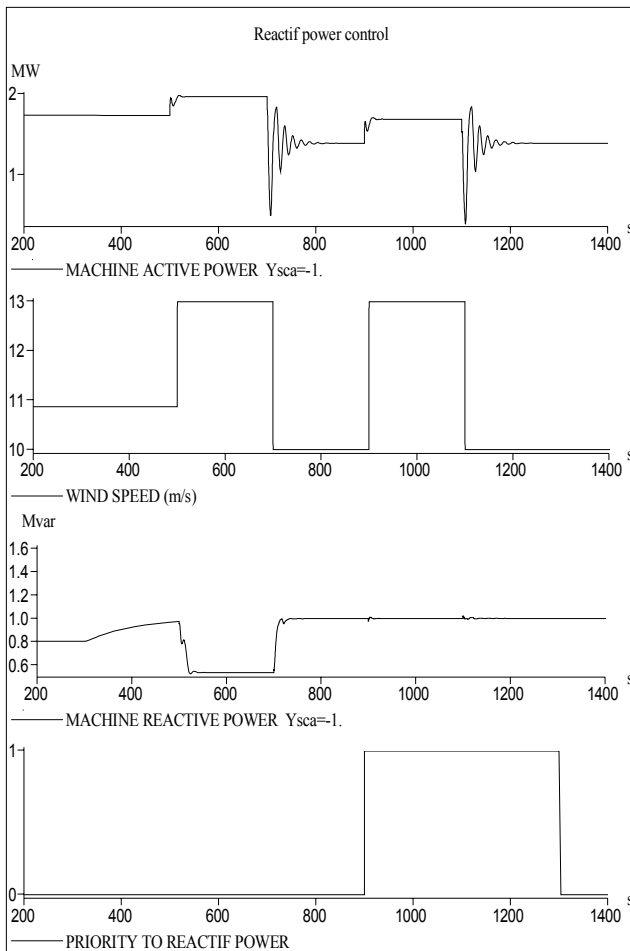 Reactif power control
MW
2
1
200 400 600 800 1000 1200 1400 s
MACHINE ACTIVE POWER Ysca=-1.
13
12
11
10
200 400 600 800 1000 1200 1400 s
WIND SPEED (m/s)
Mvar
1.6
1.4
1.2
1.0
0.8
0.6
200 400 600 800 1000 1200 1400 s
MACHINE REACTIVE POWER Ysca=-1.
1
0
200 400 600 800 1000 1200 1400 s
PRIORITY TO REACTIF POWER